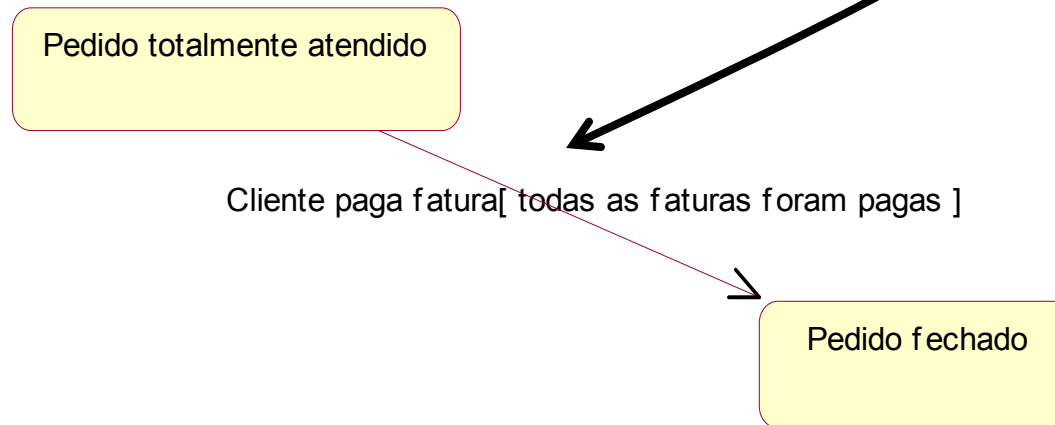 Pedido totalmente atendido
Cliente paga fatura[ todas as faturas foram pagas ]
Pedido fechado